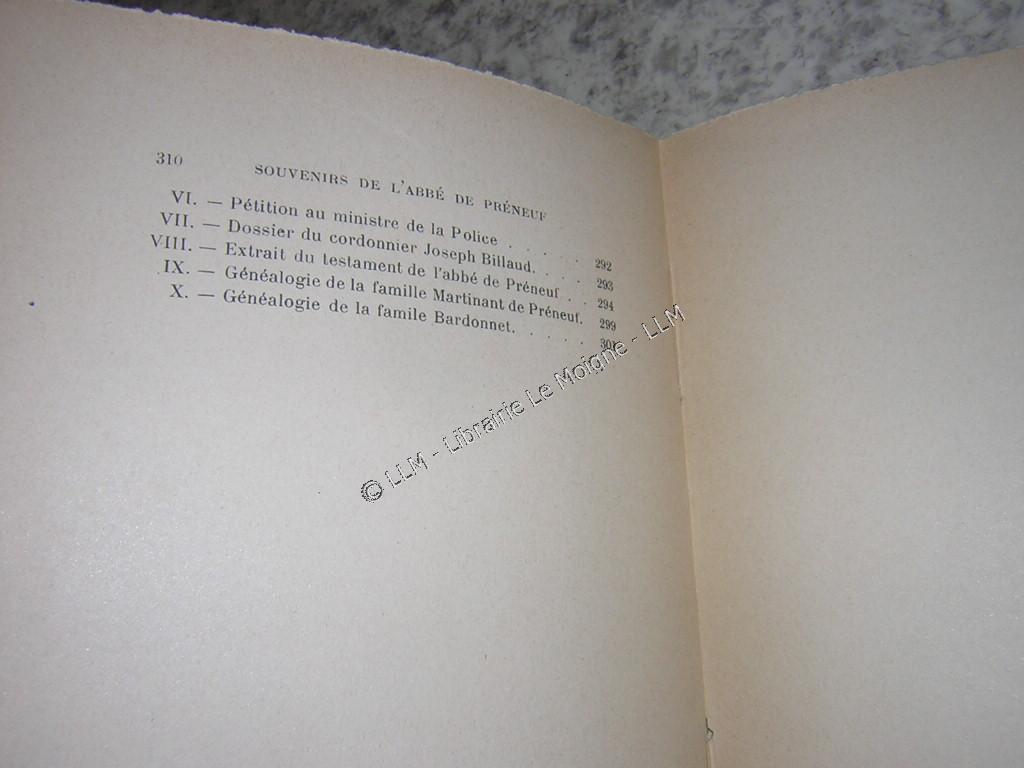 310 SOUVENIRS DE L'ABBÉ DE PRÉNEUF
VI. — Pétition au ministre de la Police . . . . . 292
VII. — Dossier du cordonnier Joseph Billaud. . . . 293
VIII. — Extrait du testament de l'abbé de Préneuf . . 294
IX. — Généalogie de la famille Martinant de Préneuf. 299
X. — Généalogie de la famile Bardonnet. . . . . . 301
© LLM - Librairie Le Moigne - LLM